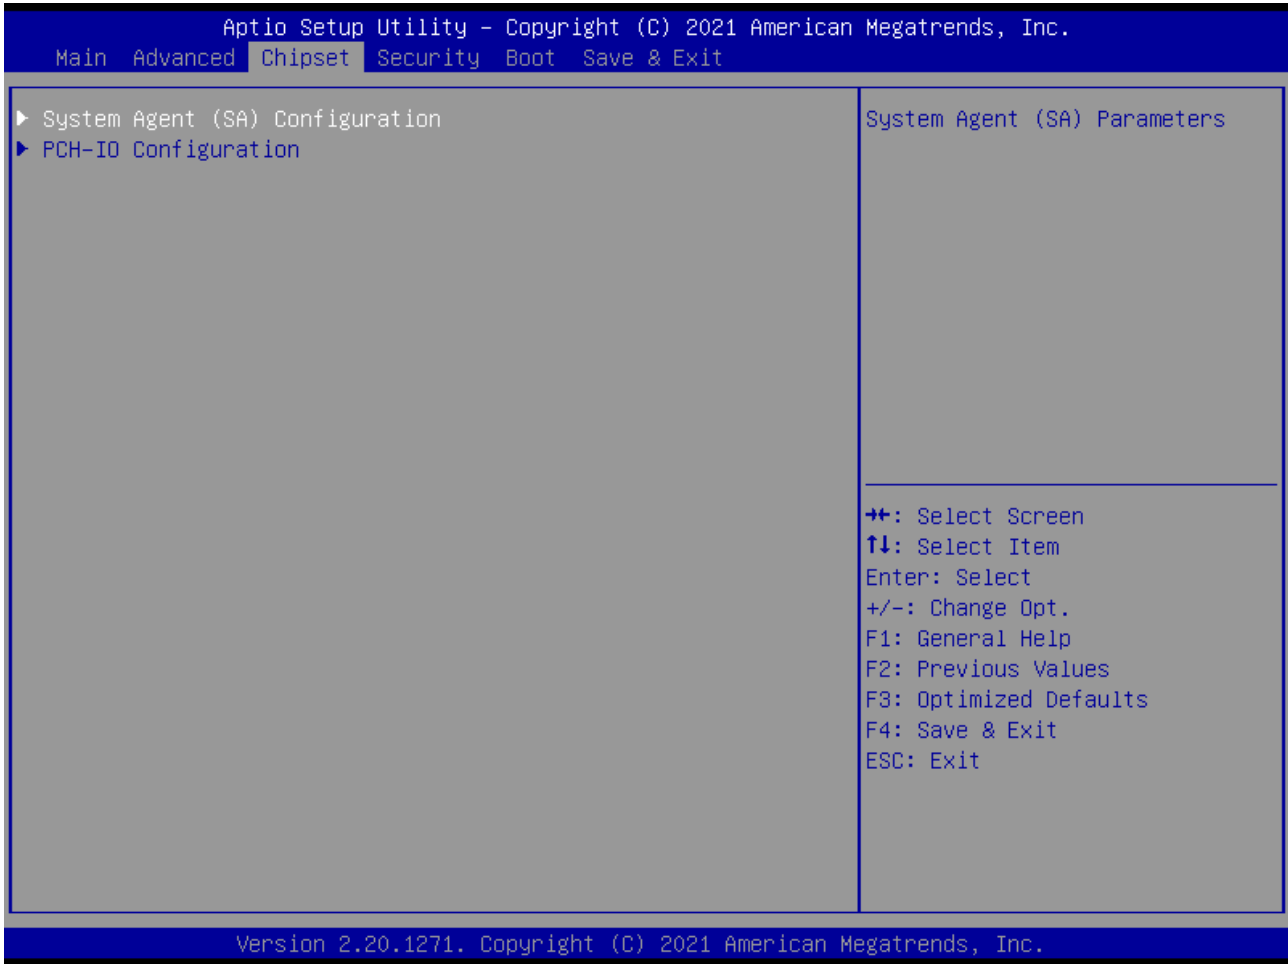 Aptio Setup Utility – Copyright (C) 2021 American Megatrends, Inc.
Main Advanced Chipset Security Boot Save & Exit
▶ System Agent (SA) Configuration
▶ PCH-IO Configuration
System Agent (SA) Parameters
→←: Select Screen
↑↓: Select Item
Enter: Select
+/-: Change Opt.
F1: General Help
F2: Previous Values
F3: Optimized Defaults
F4: Save & Exit
ESC: Exit
Version 2.20.1271. Copyright (C) 2021 American Megatrends, Inc.